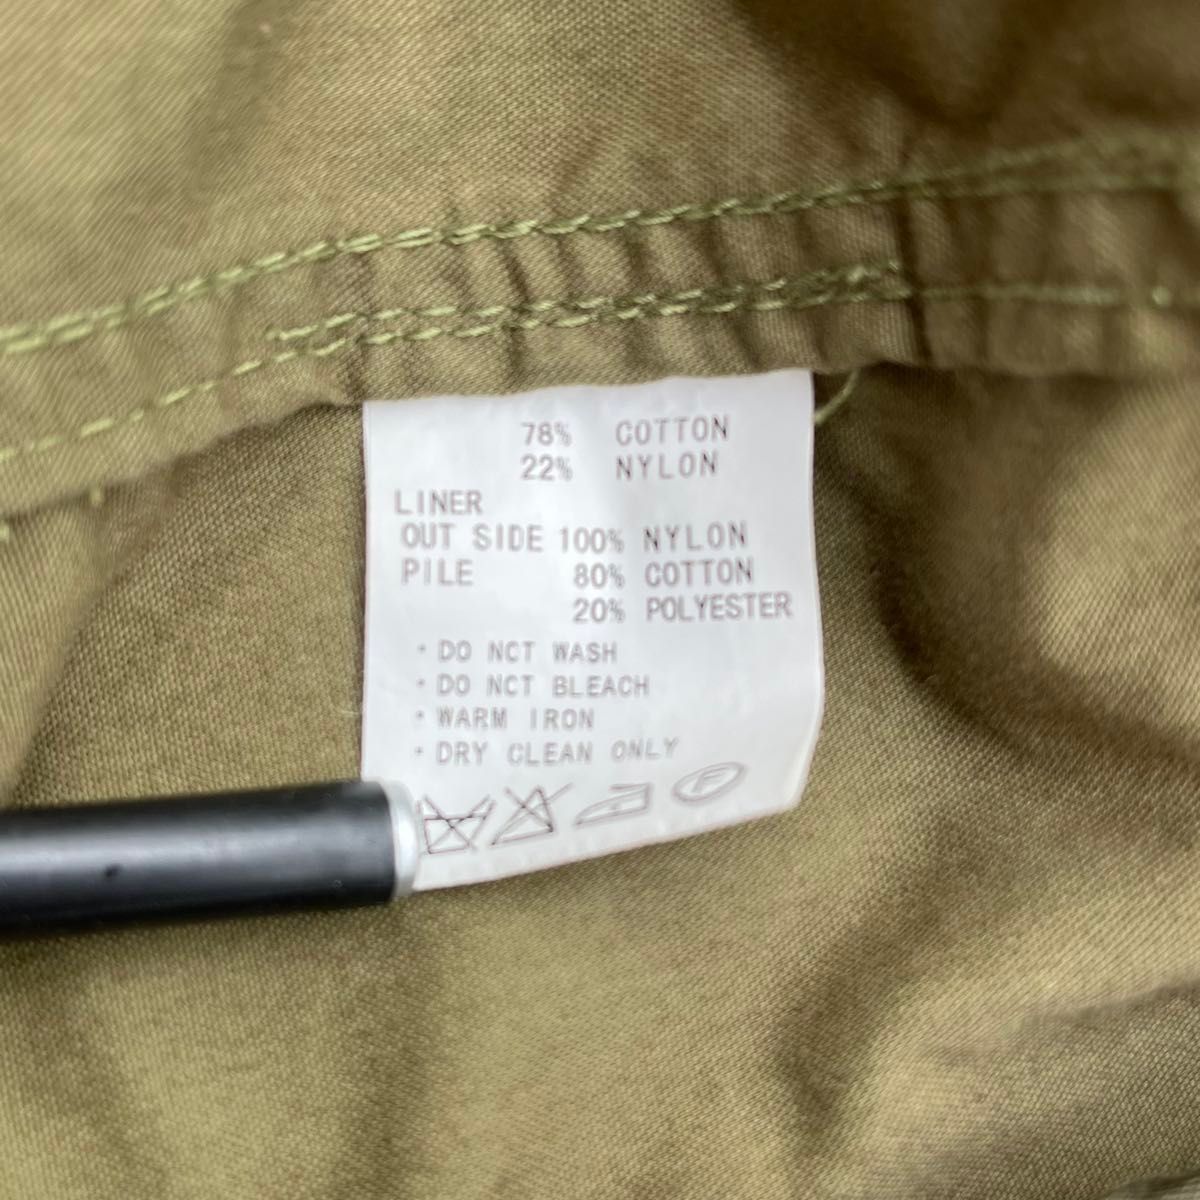 78% COTTON
22% NYLON
LINER
OUT SIDE 100% NYLON
PILE 80% COTTON
20% POLYESTER
・DO NCT WASH
・DO NCT BLEACH
・WARM IRON
・DRY CLEAN ONLY
F